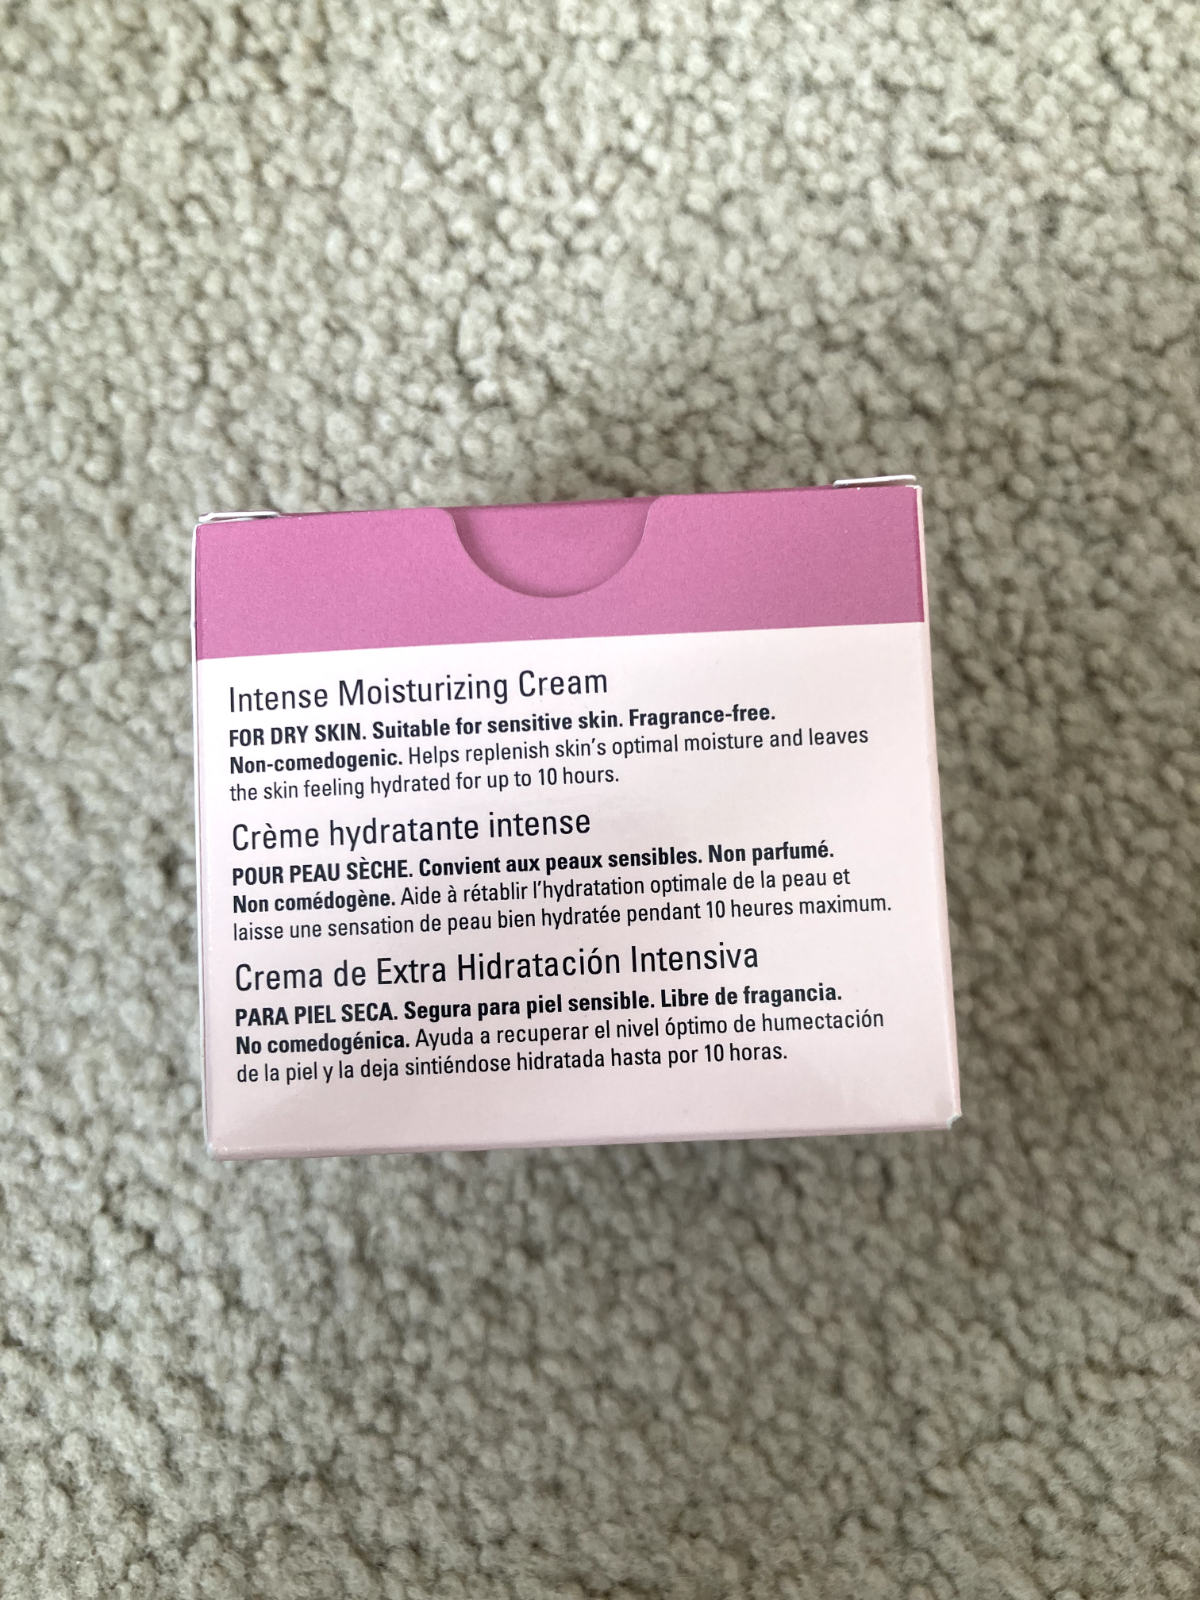 Intense Moisturizing Cream
FOR DRY SKIN. Suitable for sensitive skin. Fragrance-free.
Non-comedogenic. Helps replenish skin's optimal moisture and leaves
the skin feeling hydrated for up to 10 hours.
Crème hydratante intense
POUR PEAU SÈCHE. Convient aux peaux sensibles. Non parfumé.
Non comédogène. Aide à rétablir l'hydratation optimale de la peau et
laisse une sensation de peau bien hydratée pendant 10 heures maximum.
Crema de Extra Hidratación Intensiva
PARA PIEL SECA. Segura para piel sensible. Libre de fragancia.
No comedogénica. Ayuda a recuperar el nivel óptimo de humectación
de la piel y la deja sintiéndose hidratada hasta por 10 horas.